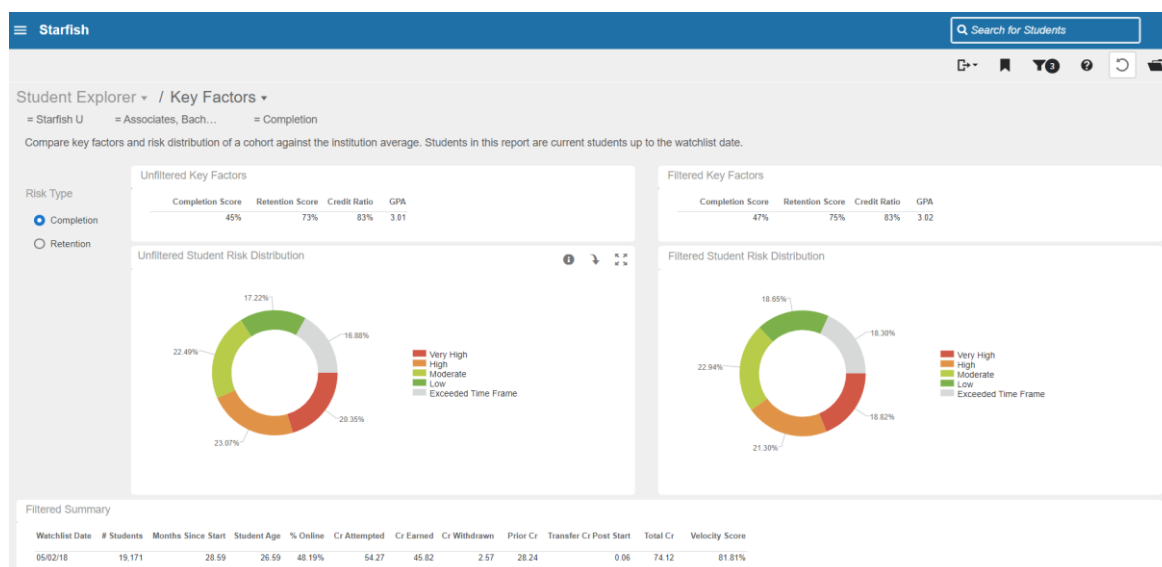 Starfish
Search for Students
3
Student Explorer / Key Factors
= Starfish U = Associates, Bach... = Completion
Compare key factors and risk distribution of a cohort against the institution average. Students in this report are current students up to the watchlist date.
Risk Type
Completion
Retention
Unfiltered Key Factors
Completion Score Retention Score Credit Ratio GPA
45% 73% 83% 3.01
Filtered Key Factors
Completion Score Retention Score Credit Ratio GPA
47% 75% 83% 3.02
Unfiltered Student Risk Distribution
17.22%
16.88%
22.49%
20.35%
23.07%
Very High
High
Moderate
Low
Exceeded Time Frame
Filtered Student Risk Distribution
18.65%
18.30%
22.94%
18.82%
21.30%
Very High
High
Moderate
Low
Exceeded Time Frame
Filtered Summary
Watchlist Date # Students Months Since Start Student Age % Online Cr Attempted Cr Earned Cr Withdrawn Prior Cr Transfer Cr Post Start Total Cr Velocity Score
05/02/18 19,171 28.59 26.59 48.19% 54.27 45.82 2.57 28.24 0.06 74.12 81.81%